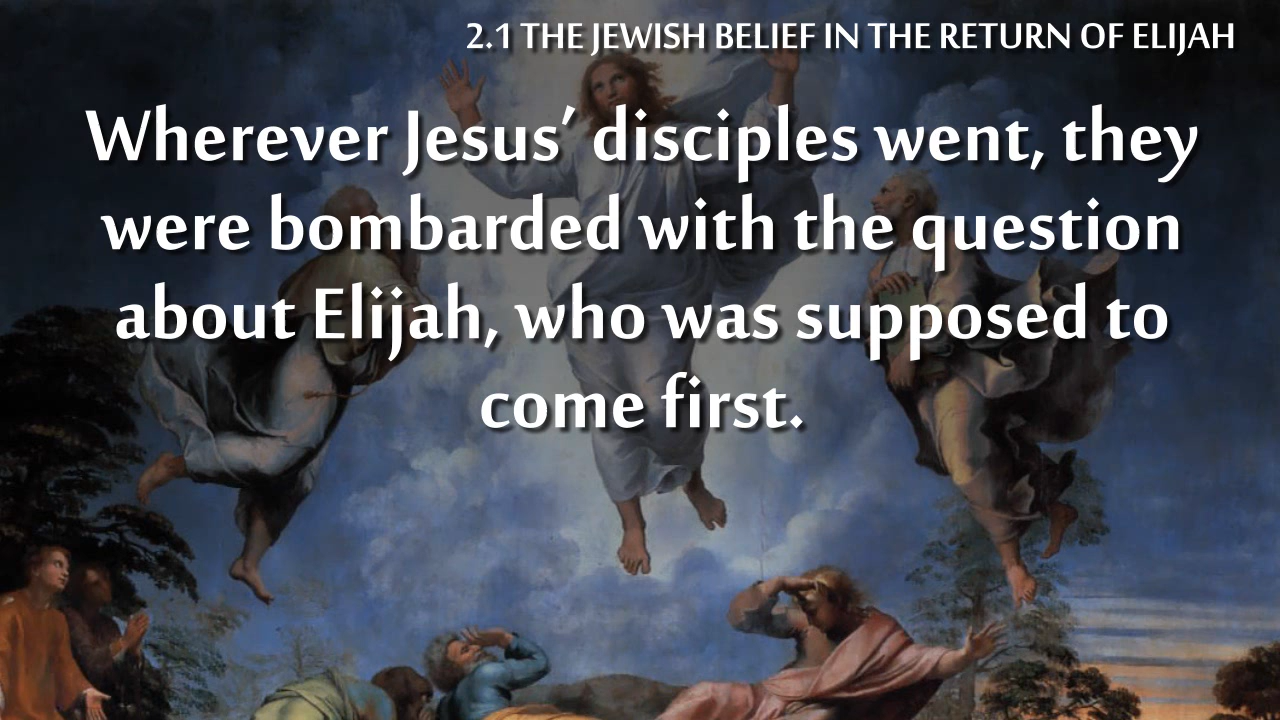 2.1 THE JEWISH BELIEF IN THE RETURN OF ELIJAH
Wherever Jesus’ disciples went, they
were bombarded with the question
about Elijah, who was supposed to
come first.